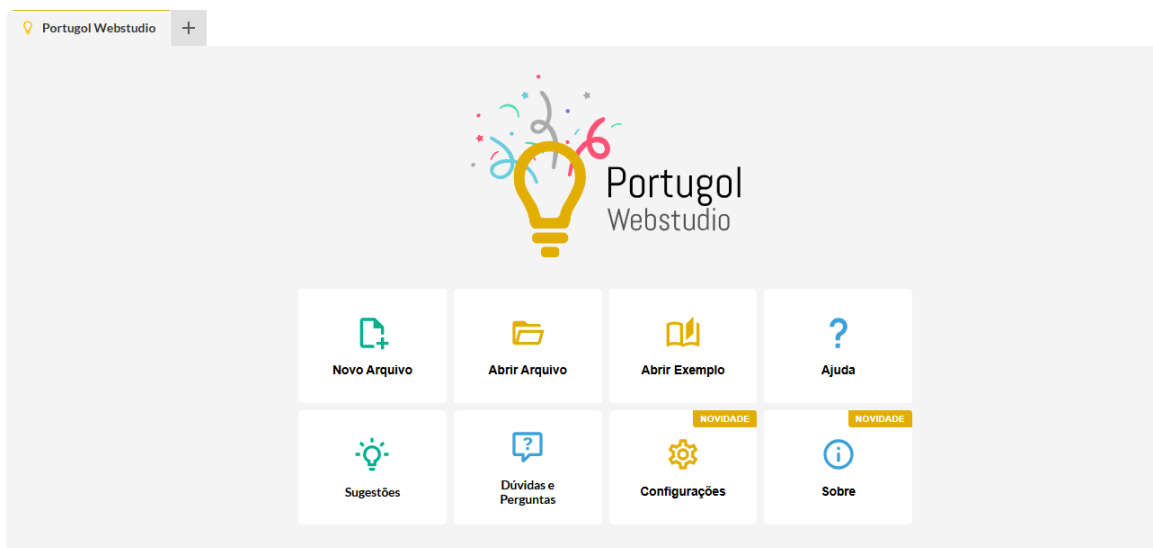 Portugol Webstudio
Portugol
Webstudio
Novo Arquivo
Abrir Arquivo
Abrir Exemplo
Ajuda
NOVIDADE
NOVIDADE
Sugestões
Dúvidas e
Perguntas
Configurações
Sobre